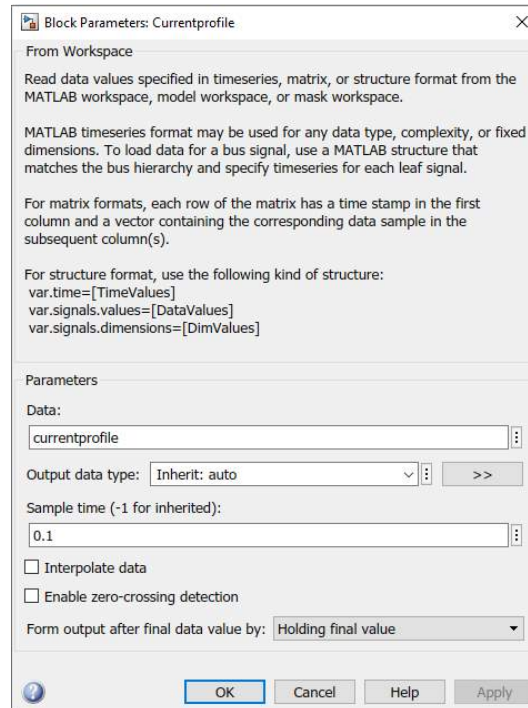 Block Parameters: Currentprofile
From Workspace
Read data values specified in timeseries, matrix, or structure format from the
MATLAB workspace, model workspace, or mask workspace.
MATLAB timeseries format may be used for any data type, complexity, or fixed
dimensions. To load data for a bus signal, use a MATLAB structure that
matches the bus hierarchy and specify timeseries for each leaf signal.
For matrix formats, each row of the matrix has a time stamp in the first
column and a vector containing the corresponding data sample in the
subsequent column(s).
For structure format, use the following kind of structure:
var.time=[TimeValues]
var.signals.values=[DataValues]
var.signals.dimensions=[DimValues]
Parameters
Data:
currentprofile
Output data type: Inherit: auto >>
Sample time (-1 for inherited):
0.1
Interpolate data
Enable zero-crossing detection
Form output after final data value by: Holding final value
OK Cancel Help Apply